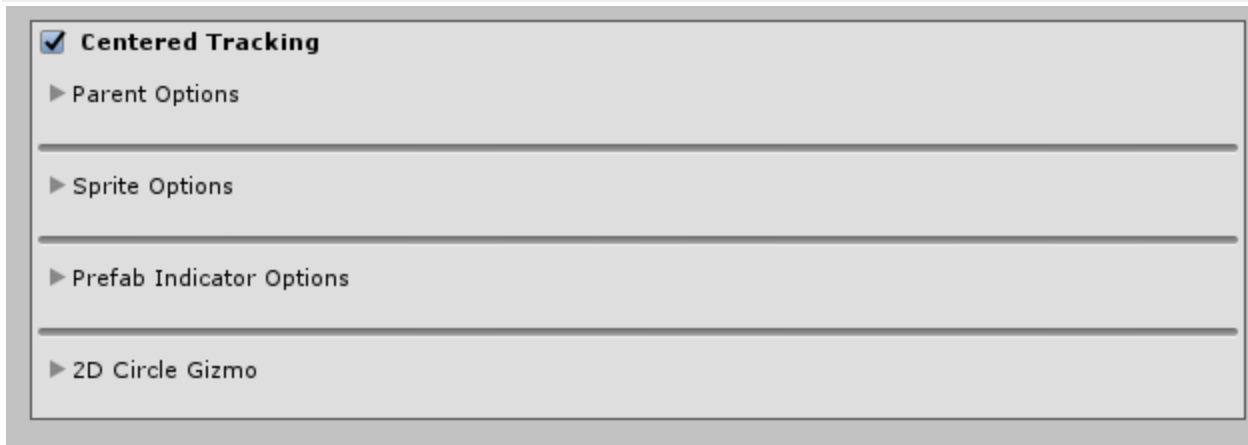 Centered Tracking
Parent Options
Sprite Options
Prefab Indicator Options
2D Circle Gizmo